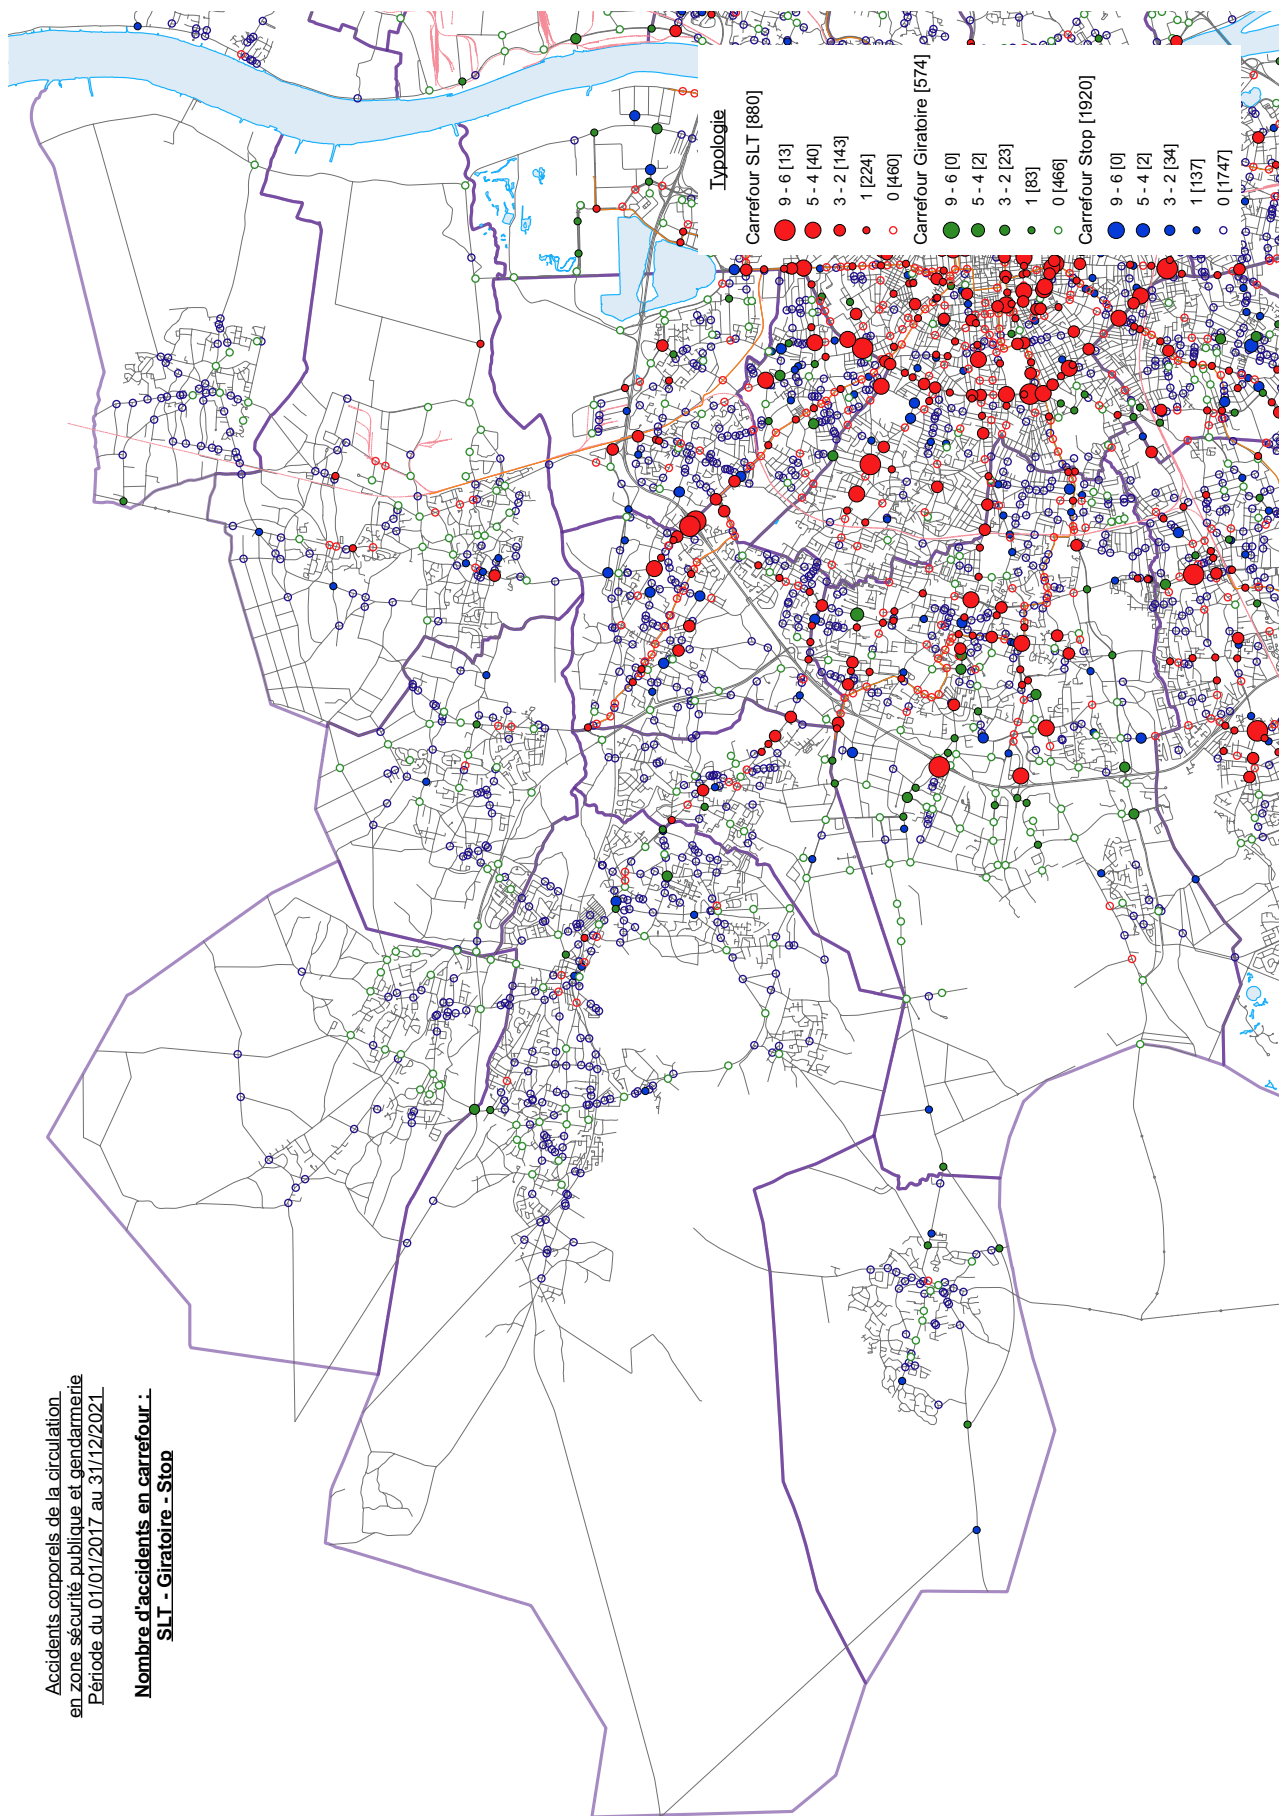 Accidents corporels de la circulation
en zone sécurité publique et gendarmerie
Période du 01/01/2017 au 31/12/2021
Nombre d'accidents en carrefour :
SLT - Giratoire - Stop
Typologie
Carrefour SLT [880]
9 - 6 [13]
5 - 4 [40]
3 - 2 [143]
1 [224]
0 [460]
Carrefour Giratoire [574]
9 - 6 [0]
5 - 4 [2]
3 - 2 [23]
1 [83]
0 [466]
Carrefour Stop [1920]
9 - 6 [0]
5 - 4 [2]
3 - 2 [34]
1 [137]
0 [1747]